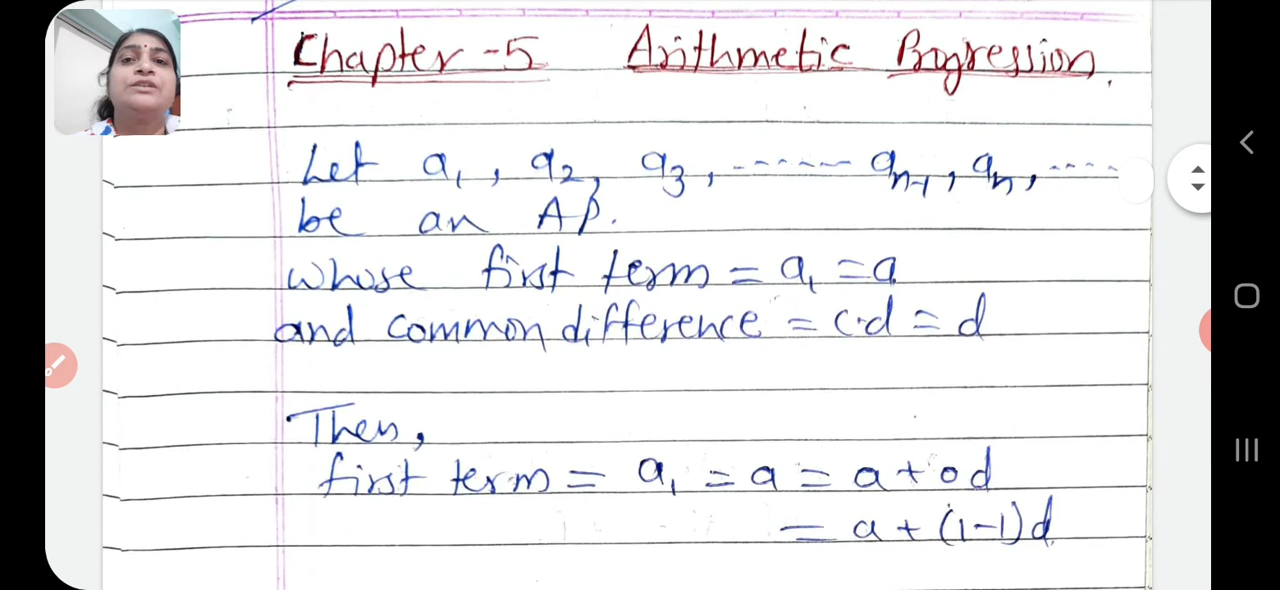 Chapter-5 Arithmetic Progression.
Let a₁, a₂, a₃, ------ aₙ₋₁, aₙ, ----
be an AP.
whose first term = a₁ = a
and common difference = c.d = d
Then,
first term = a₁ = a = a + 0d
= a + (1-1)d